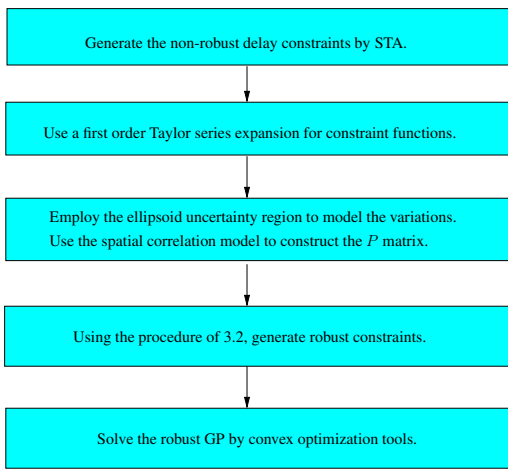 Generate the non-robust delay constraints by STA.
Use a first order Taylor series expansion for constraint functions.
Employ the ellipsoid uncertainty region to model the variations.
Use the spatial correlation model to construct the P matrix.
Using the procedure of 3.2, generate robust constraints.
Solve the robust GP by convex optimization tools.